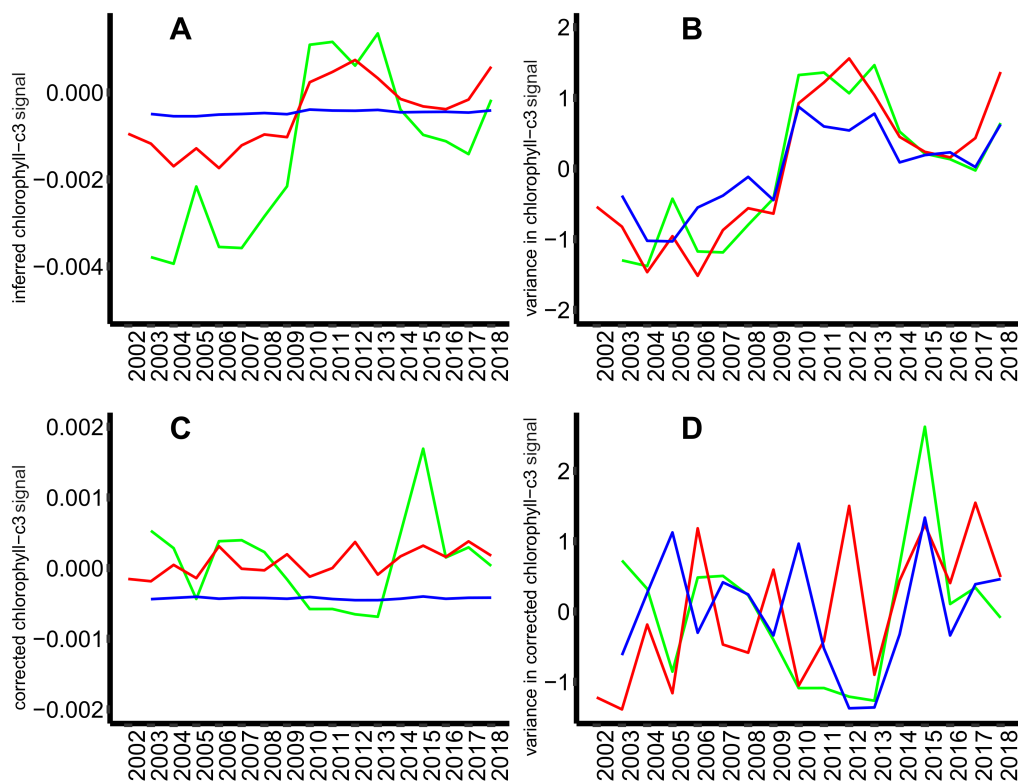 A
inferred chlorophyll−c3 signal
0.000
−0.002
−0.004
2002 2003 2004 2005 2006 2007 2008 2009 2010 2011 2012 2013 2014 2015 2016 2017 2018
B
variance in chlorophyll−c3 signal
2
1
0
−1
−2
2002 2003 2004 2005 2006 2007 2008 2009 2010 2011 2012 2013 2014 2015 2016 2017 2018
C
corrected chlorophyll−c3 signal
0.002
0.001
0.000
−0.001
−0.002
2002 2003 2004 2005 2006 2007 2008 2009 2010 2011 2012 2013 2014 2015 2016 2017 2018
D
variance in corrected chlorophyll−c3 signal
2
1
0
−1
2002 2003 2004 2005 2006 2007 2008 2009 2010 2011 2012 2013 2014 2015 2016 2017 2018